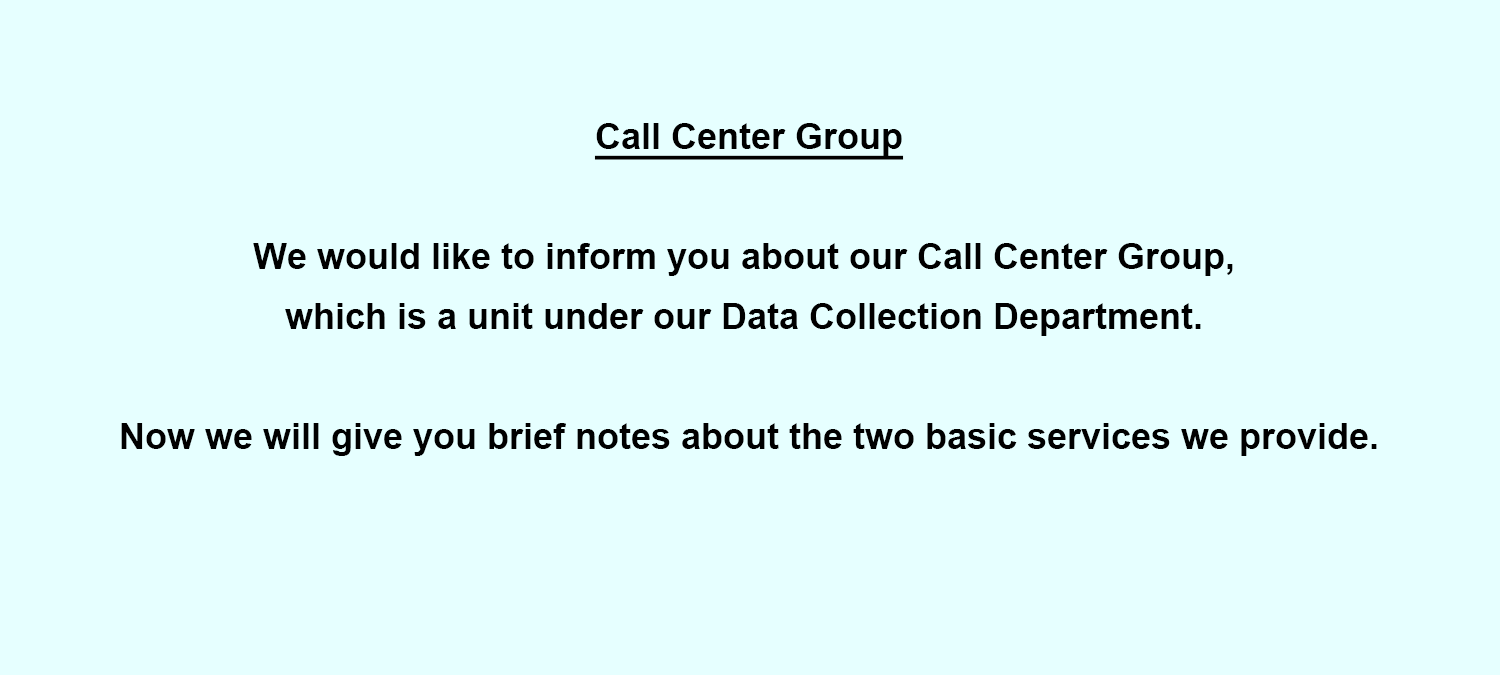 Call Center Group
We would like to inform you about our Call Center Group,
which is a unit under our Data Collection Department.
Now we will give you brief notes about the two basic services we provide.